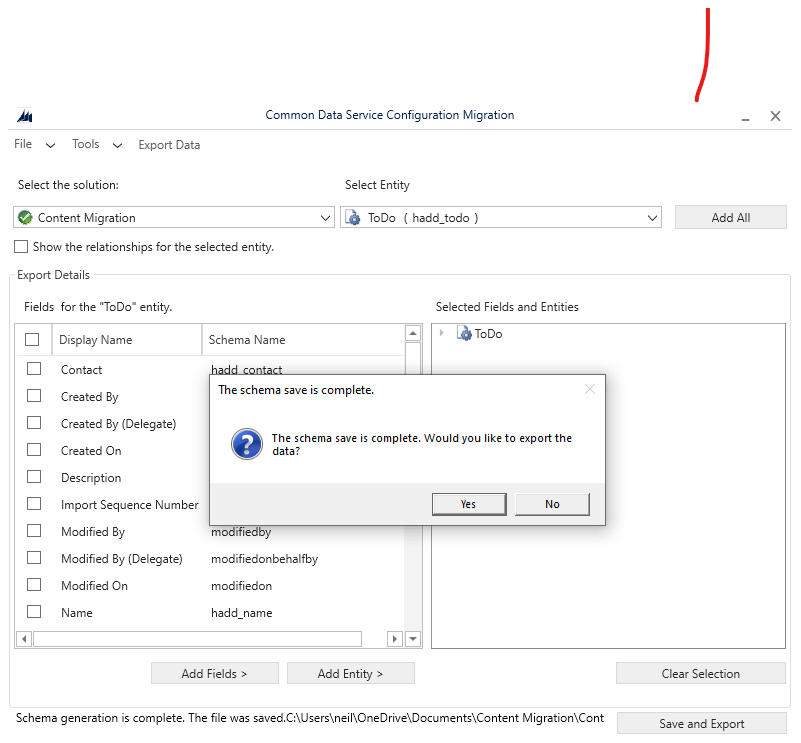 Common Data Service Configuration Migration
File Tools Export Data
Select the solution: Select Entity
Content Migration ToDo ( hadd_todo ) Add All
Show the relationships for the selected entity.
Export Details
Fields for the "ToDo" entity. Selected Fields and Entities
Display Name Schema Name
ToDo
Contact hadd_contact
Created By
Created By (Delegate)
Created On
Description
Import Sequence Number
Modified By modifiedby
Modified By (Delegate) modifiedonbehalfby
Modified On modifiedon
Name hadd_name
The schema save is complete.
The schema save is complete. Would you like to export the
data?
Yes No
Add Fields > Add Entity > Clear Selection
Schema generation is complete. The file was saved.C:\Users\neil\OneDrive\Documents\Content Migration\Cont
Save and Export